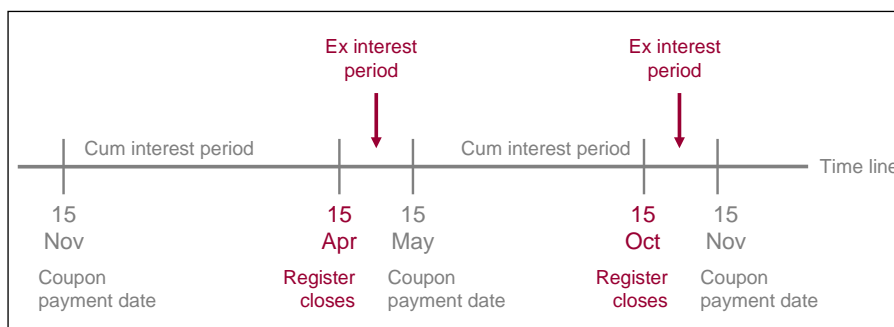 Ex interest
period
Ex interest
period
Cum interest period
Cum interest period
Time line
15
Nov
15
Apr
15
May
15
Oct
15
Nov
Coupon
payment date
Register
closes
Coupon
payment date
Register
closes
Coupon
payment date